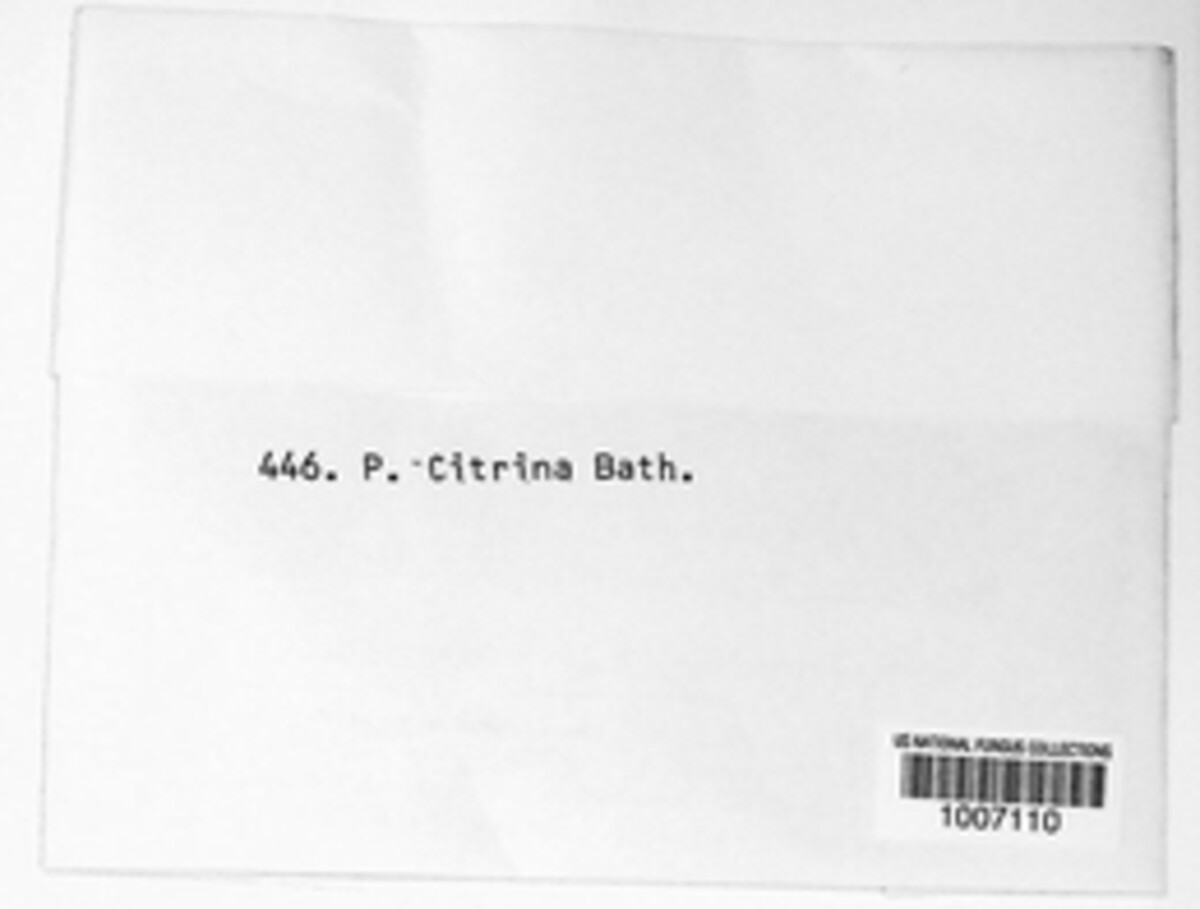 446. P. Citrina Bath.
US NATIONAL FUNGUS COLLECTIONS
1007110